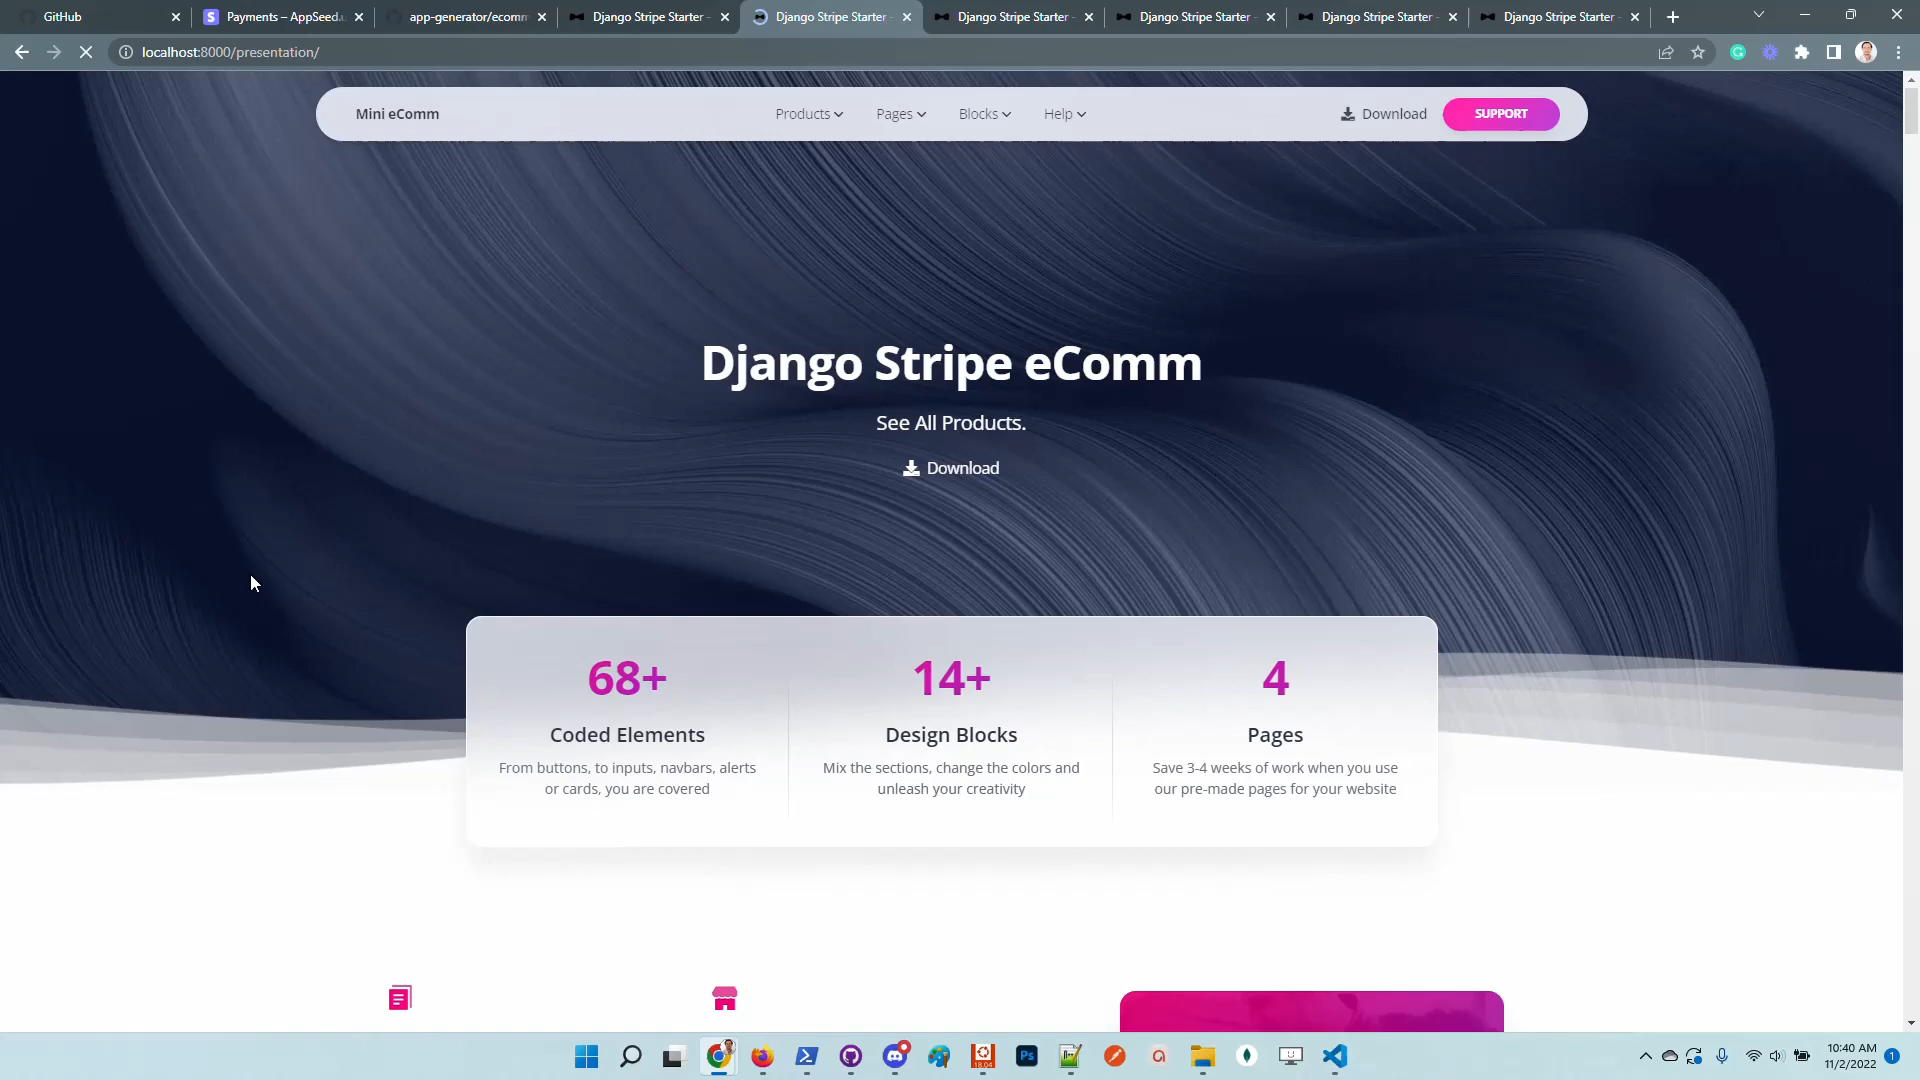 GitHub
Payments – AppSeed.u
app-generator/ecomm
Django Stripe Starter -
Django Stripe Starter -
Django Stripe Starter -
Django Stripe Starter -
Django Stripe Starter -
Django Stripe Starter -
localhost:8000/presentation/
Mini eComm
Products
Pages
Blocks
Help
Download
SUPPORT
Django Stripe eComm
See All Products.
Download
68+
14+
4
Coded Elements
Design Blocks
Pages
From buttons, to inputs, navbars, alerts
or cards, you are covered
Mix the sections, change the colors and
unleash your creativity
Save 3-4 weeks of work when you use
our pre-made pages for your website
Ps
18.04
10:40 AM
11/2/2022
1